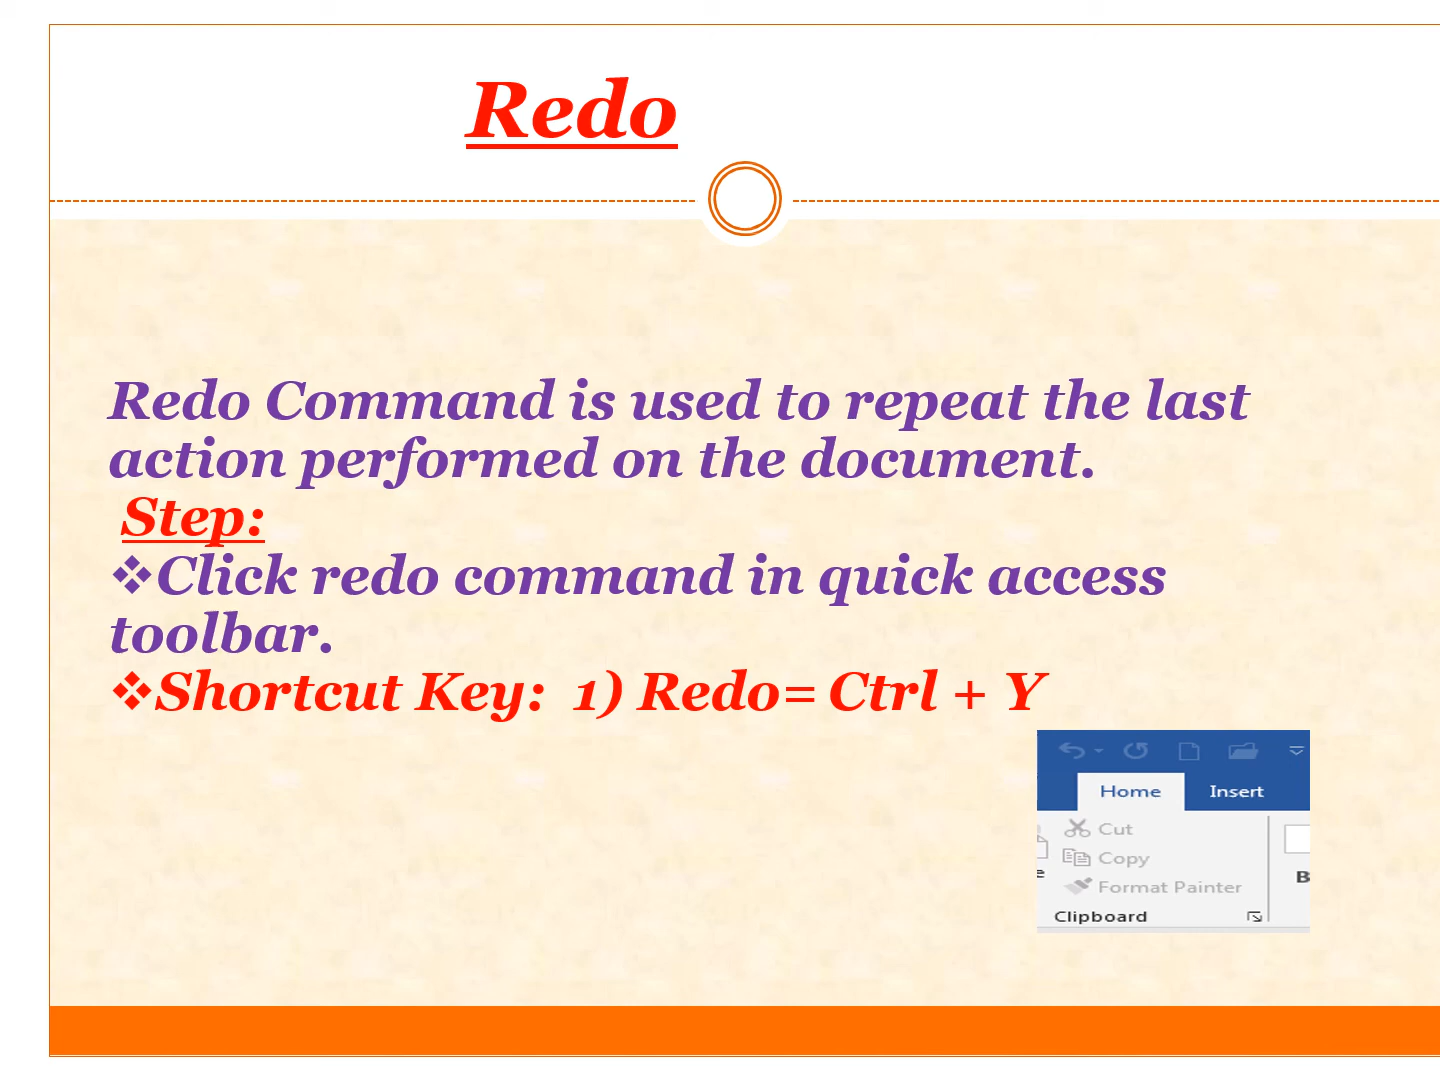 Redo
Redo Command is used to repeat the last
action performed on the document.
Step:
❖Click redo command in quick access
toolbar.
❖Shortcut Key: 1) Redo= Ctrl + Y
Home Insert
Cut
Copy
Format Painter
Clipboard
e
B